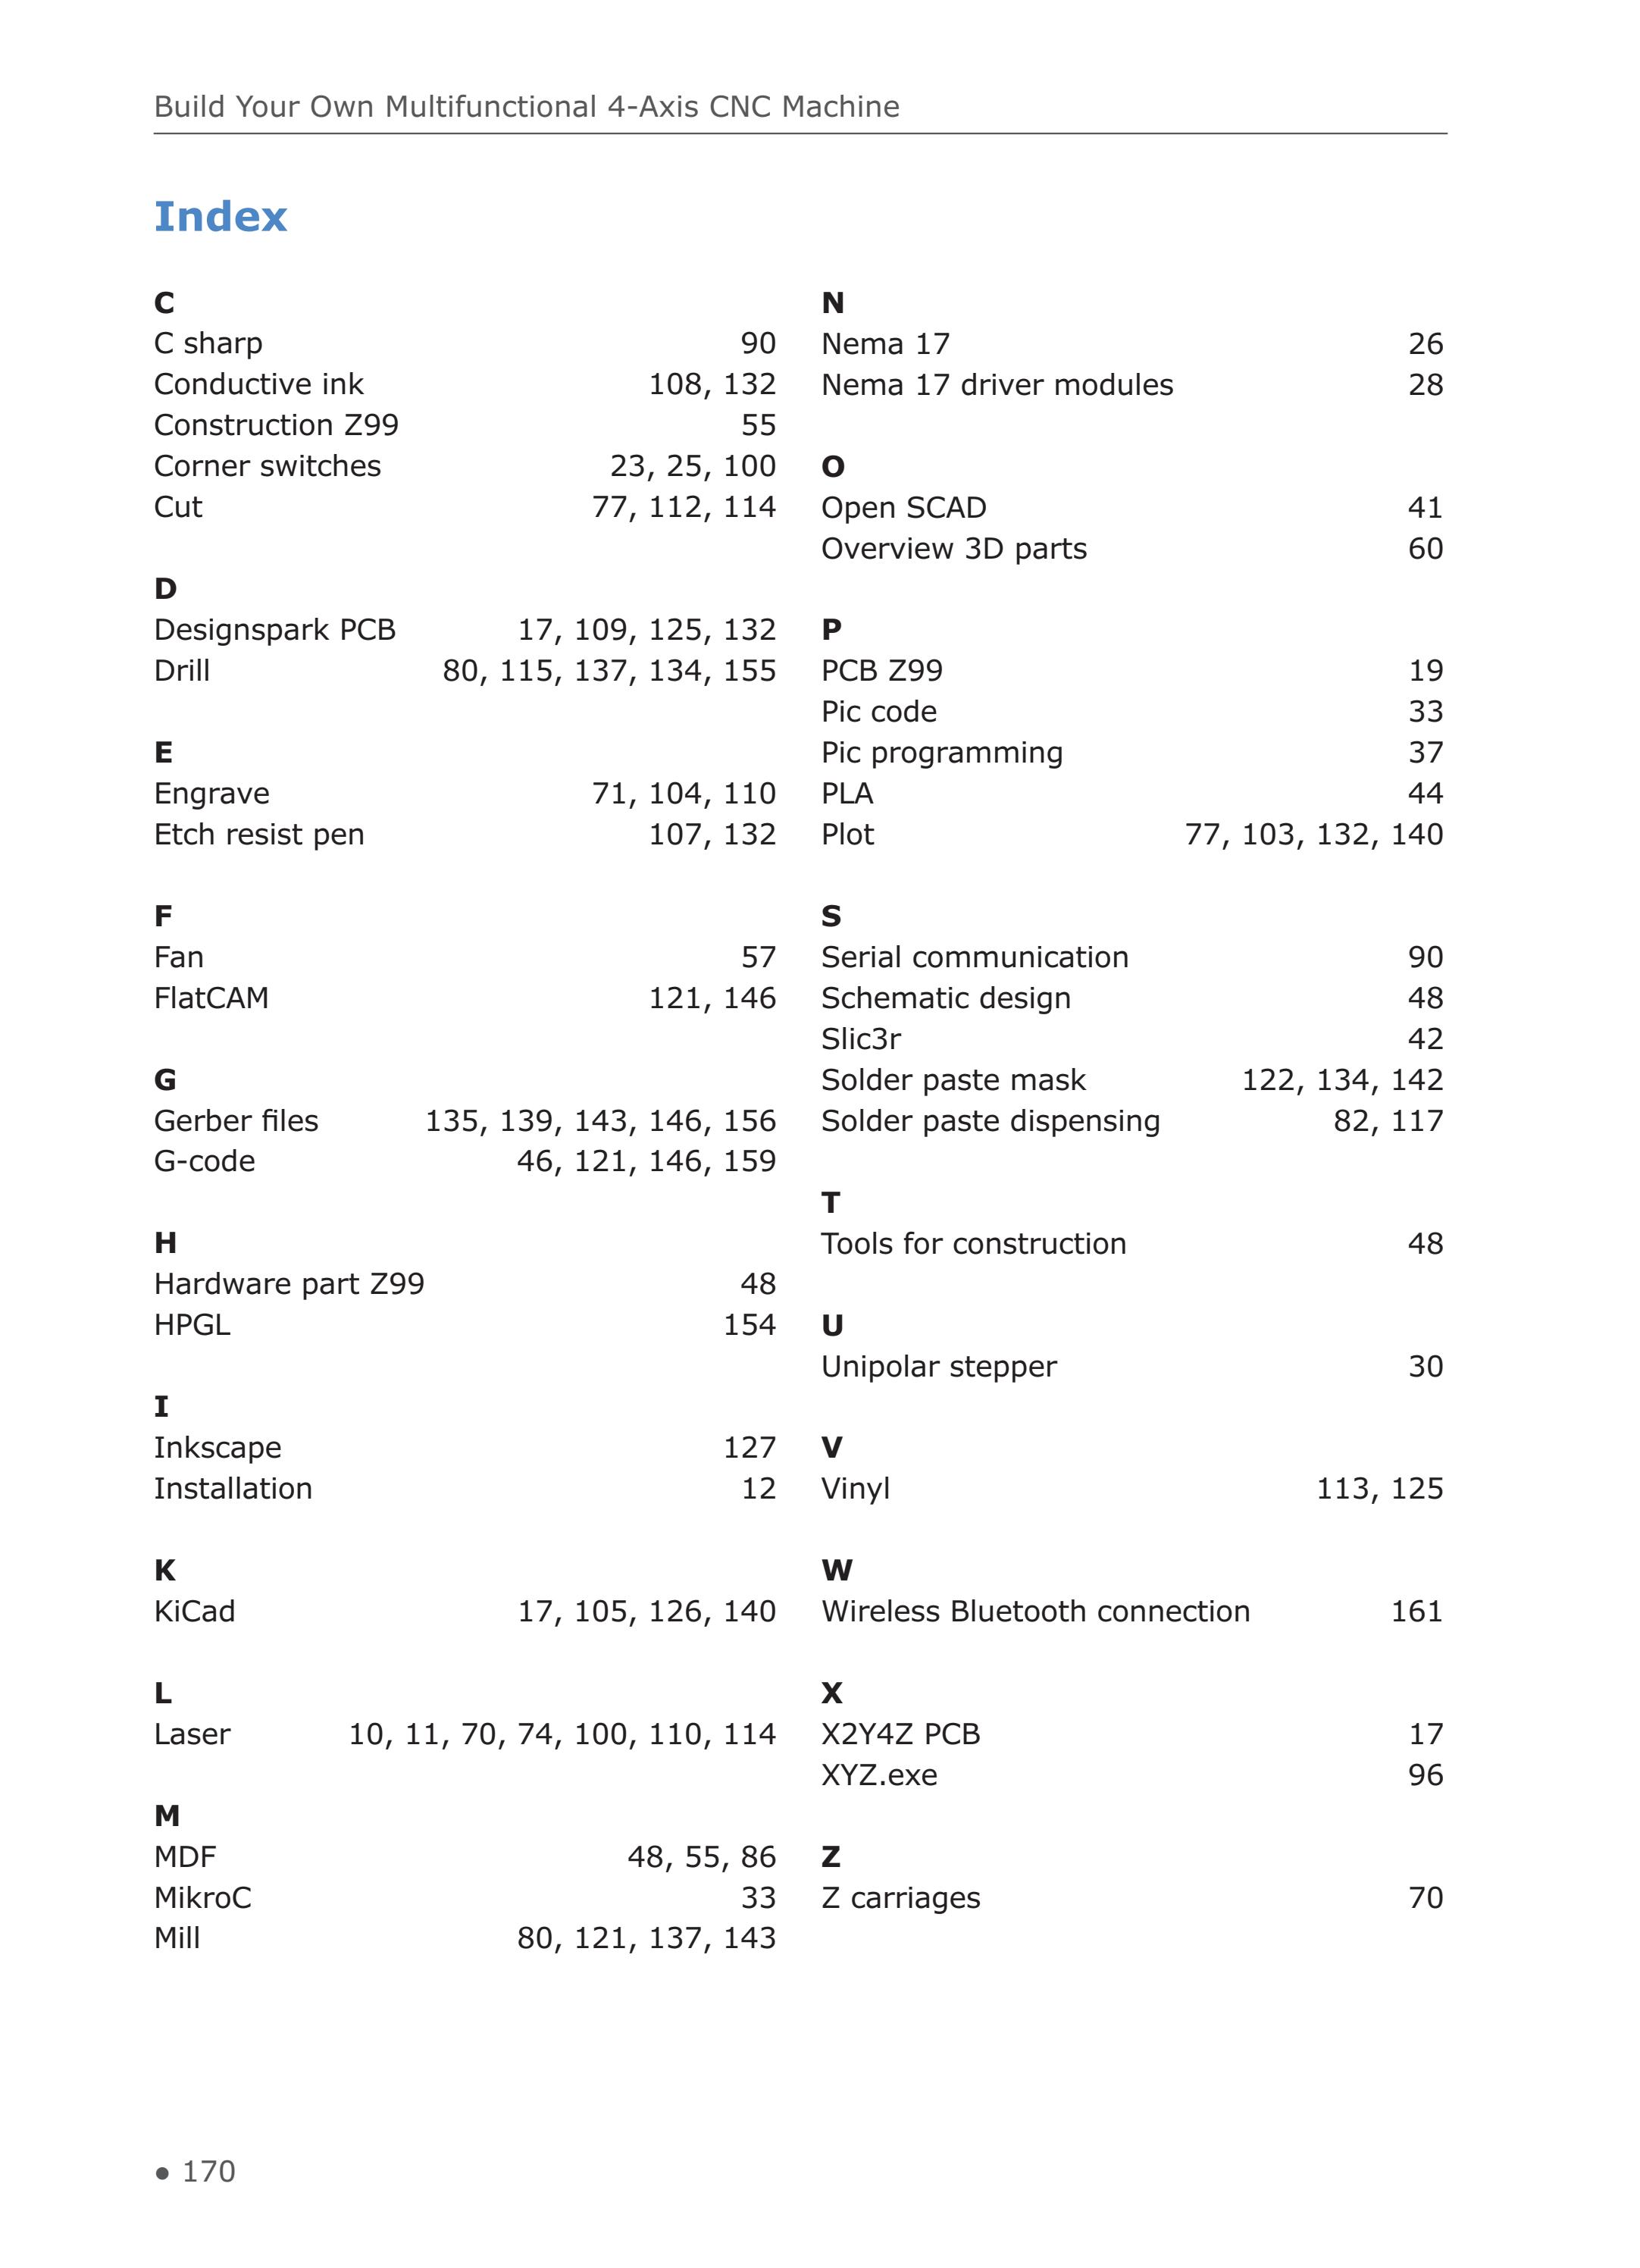 Build Your Own Multifunctional 4-Axis CNC Machine
Index
C
C sharp 90
Conductive ink 108, 132
Construction Z99 55
Corner switches 23, 25, 100
Cut 77, 112, 114
D
Designspark PCB 17, 109, 125, 132
Drill 80, 115, 137, 134, 155
E
Engrave 71, 104, 110
Etch resist pen 107, 132
F
Fan 57
FlatCAM 121, 146
G
Gerber files 135, 139, 143, 146, 156
G-code 46, 121, 146, 159
H
Hardware part Z99 48
HPGL 154
I
Inkscape 127
Installation 12
K
KiCad 17, 105, 126, 140
L
Laser 10, 11, 70, 74, 100, 110, 114
M
MDF 48, 55, 86
MikroC 33
Mill 80, 121, 137, 143
N
Nema 17 26
Nema 17 driver modules 28
O
Open SCAD 41
Overview 3D parts 60
P
PCB Z99 19
Pic code 33
Pic programming 37
PLA 44
Plot 77, 103, 132, 140
S
Serial communication 90
Schematic design 48
Slic3r 42
Solder paste mask 122, 134, 142
Solder paste dispensing 82, 117
T
Tools for construction 48
U
Unipolar stepper 30
V
Vinyl 113, 125
W
Wireless Bluetooth connection 161
X
X2Y4Z PCB 17
XYZ.exe 96
Z
Z carriages 70
● 170